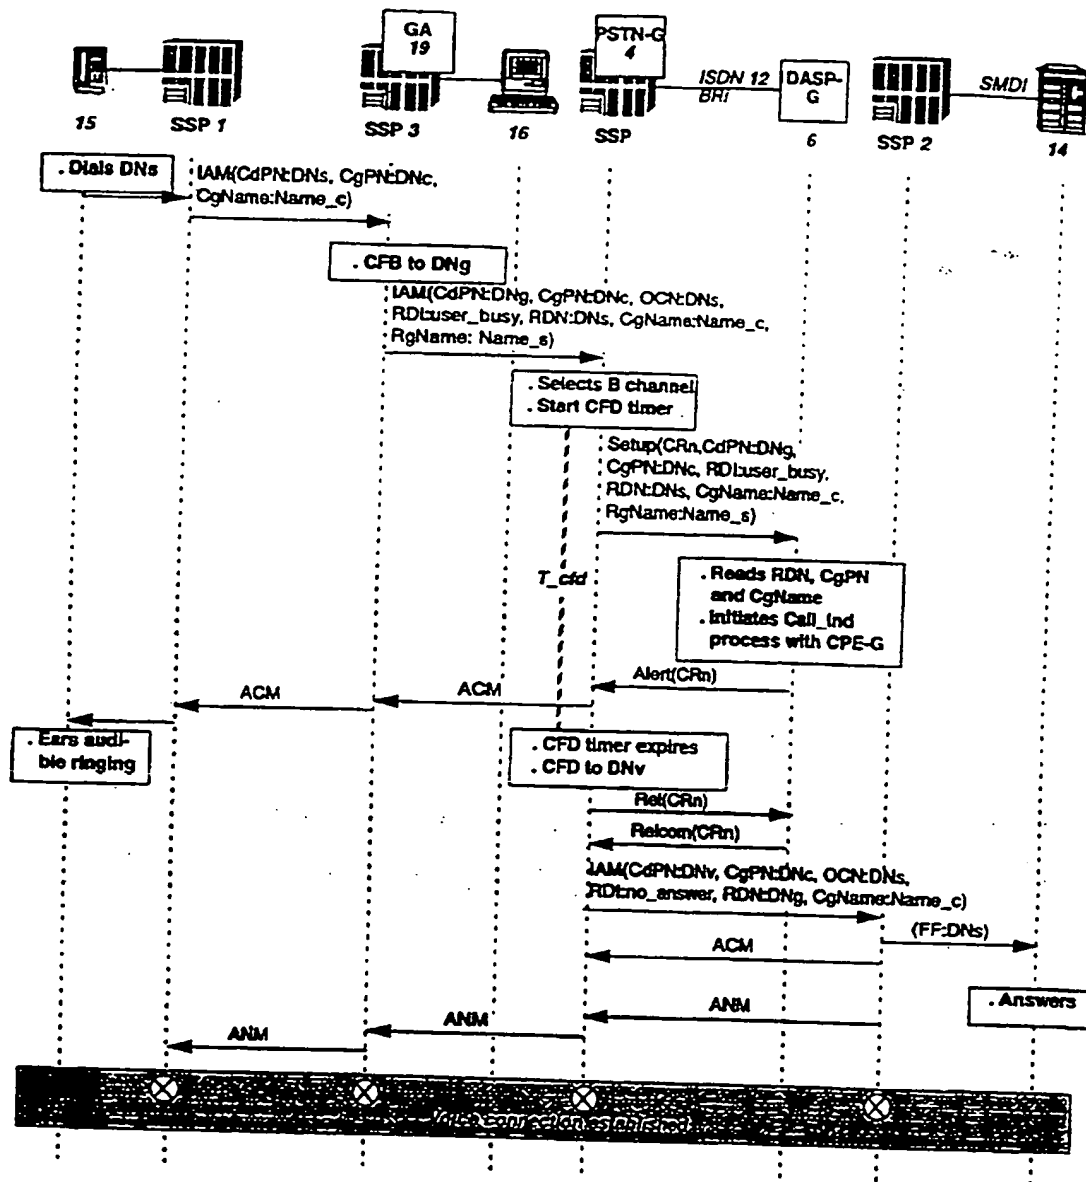 GA
19
PSTN-G
4
ISDN 12
BRI
DASP-
G
SMDI
15
SSP 1
SSP 3
16
SSP
6
SSP 2
14
. Dials DNs
IAM(CdPN:DNs, CgPN:DNc,
CgName:Name_c)
. CFB to DNg
IAM(CdPN:DNg, CgPN:DNc, OCN:DNs,
RDI:user_busy, RDN:DNs, CgName:Name_c,
RgName: Name_s)
. Selects B channel
. Start CFD timer
Setup(CRn,CdPN:DNg,
CgPN:DNc, RDI:user_busy,
RDN:DNs, CgName:Name_c,
RgName:Name_s)
T_cfd
. Reads RDN, CgPN
and CgName
. Initiates Call_Ind
process with CPE-G
Alert(CRn)
ACM
ACM
. Ears audi-
ble ringing
. CFD timer expires
. CFD to DNv
Rel(CRn)
Relcom(CRn)
IAM(CdPN:DNv, CgPN:DNc, OCN:DNs,
RDI:no_answer, RDN:DNg, CgName:Name_c)
(FF:DNs)
ACM
. Answers
ANM
ANM
ANM
Voice connection established